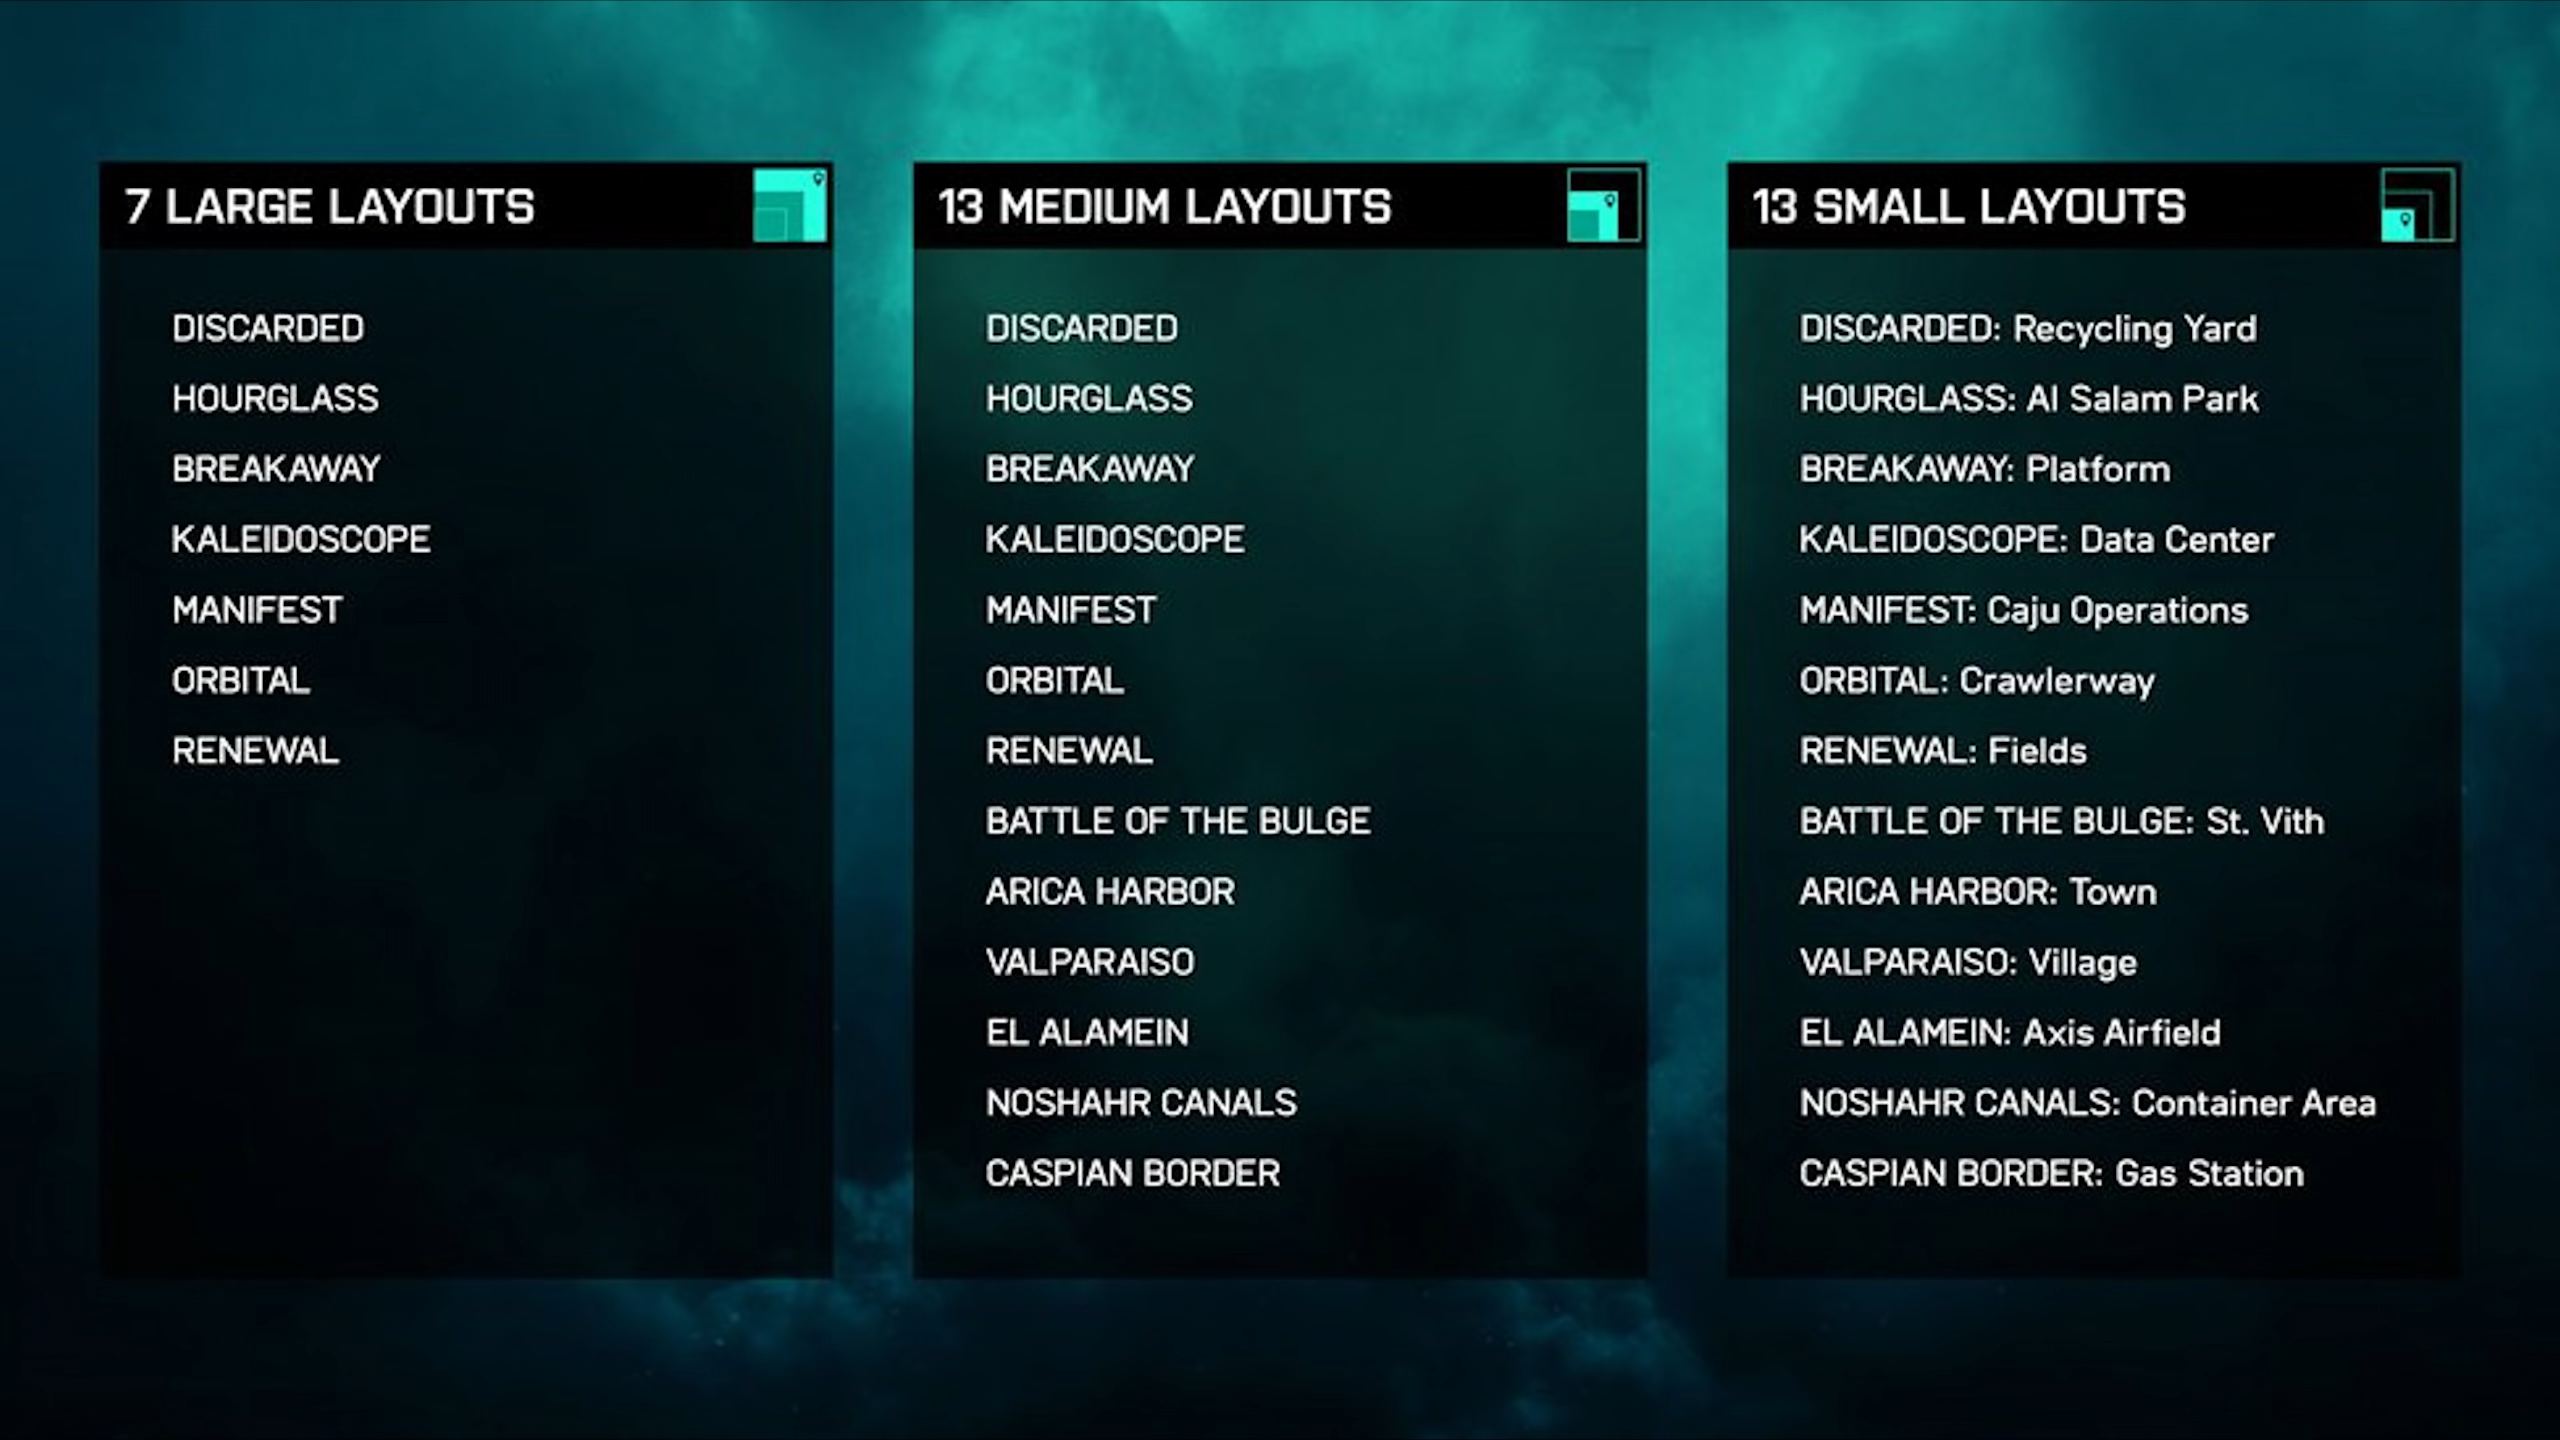 7 LARGE LAYOUTS
DISCARDED
HOURGLASS
BREAKAWAY
KALEIDOSCOPE
MANIFEST
ORBITAL
RENEWAL
13 MEDIUM LAYOUTS
DISCARDED
HOURGLASS
BREAKAWAY
KALEIDOSCOPE
MANIFEST
ORBITAL
RENEWAL
BATTLE OF THE BULGE
ARICA HARBOR
VALPARAISO
EL ALAMEIN
NOSHAHR CANALS
CASPIAN BORDER
13 SMALL LAYOUTS
DISCARDED: Recycling Yard
HOURGLASS: Al Salam Park
BREAKAWAY: Platform
KALEIDOSCOPE: Data Center
MANIFEST: Caju Operations
ORBITAL: Crawlerway
RENEWAL: Fields
BATTLE OF THE BULGE: St. Vith
ARICA HARBOR: Town
VALPARAISO: Village
EL ALAMEIN: Axis Airfield
NOSHAHR CANALS: Container Area
CASPIAN BORDER: Gas Station